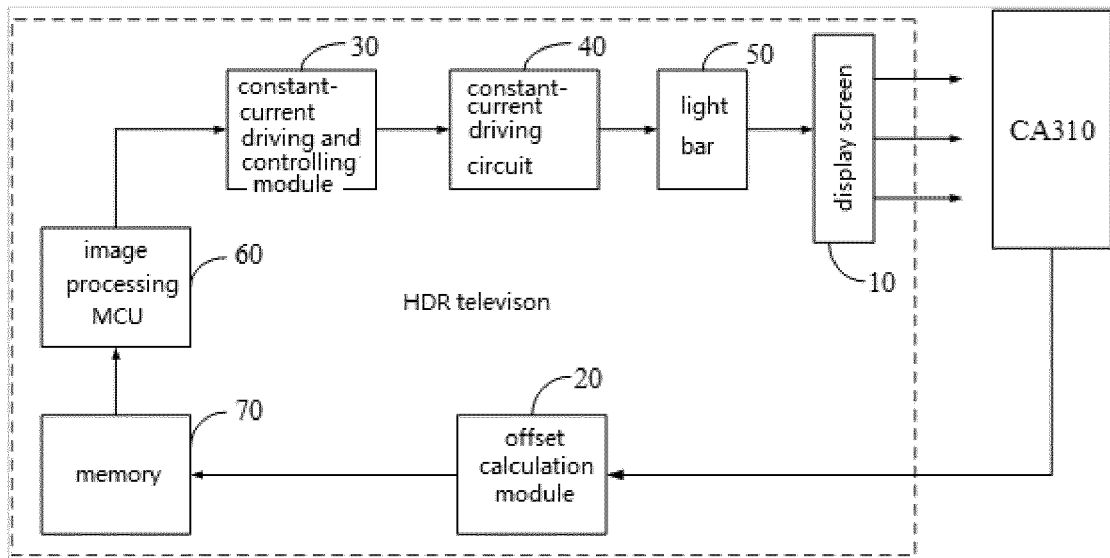 30
constant-
current
driving and
controlling
module
40
constant-
current
driving
circuit
50
light
bar
display screen
10
CA310
image
processing
MCU
60
HDR televison
memory
70
20
offset
calculation
module